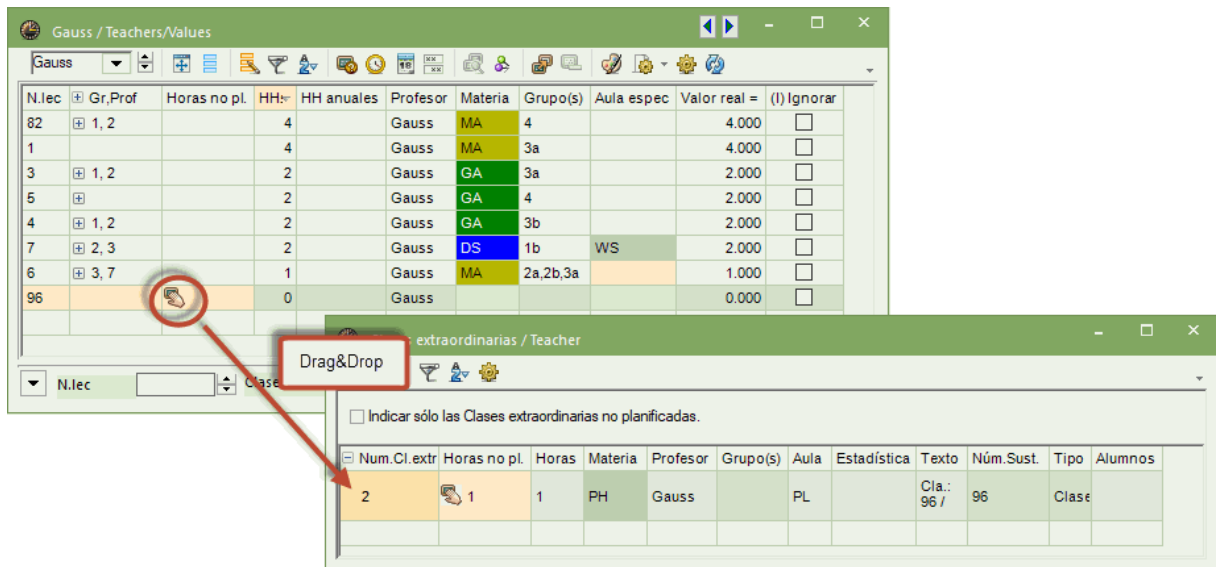 Gauss / Teachers/Values
Gauss
N.lec Gr,Prof Horas no pl. HH: HH anuales Profesor Materia Grupo(s) Aula espec Valor real = (I) Ignorar
82 1, 2 4 Gauss MA 4 4.000
1 4 Gauss MA 3a 4.000
3 1, 2 2 Gauss GA 3a 2.000
5 2 Gauss GA 4 2.000
4 1, 2 2 Gauss GA 3b 2.000
7 2, 3 2 Gauss DS 1b WS 2.000
6 3, 7 1 Gauss MA 2a,2b,3a 1.000
96 0 Gauss 0.000
N.lec
extraordinarias / Teacher
Drag&Drop
Indicar sólo las Clases extraordinarias no planificadas.
Num.Cl.extr Horas no pl. Horas Materia Profesor Grupo(s) Aula Estadística Texto Núm.Sust. Tipo Alumnos
2 1 1 PH Gauss PL Cla.: 96 / 96 Clase